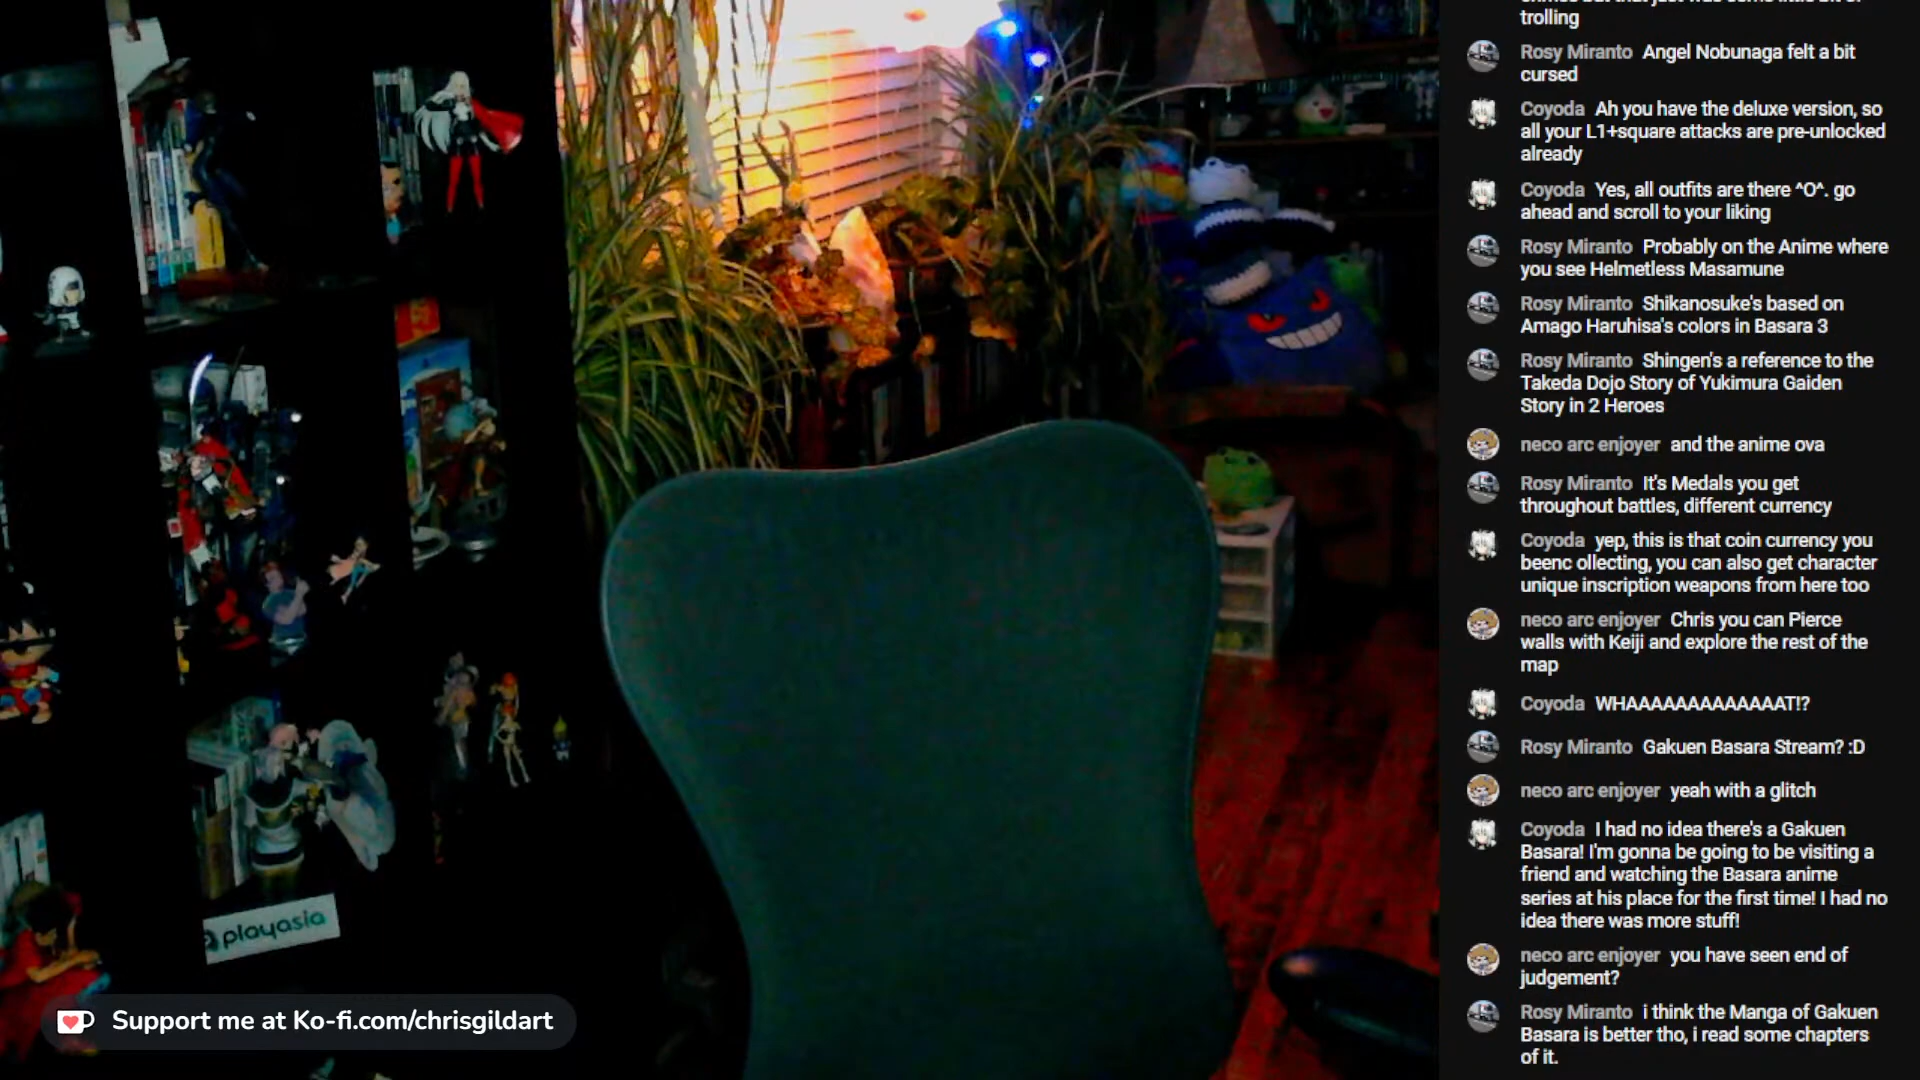 trolling
Rosy Miranto Angel Nobunaga felt a bit
cursed
Coyoda Ah you have the deluxe version, so
all your L1+square attacks are pre-unlocked
already
Coyoda Yes, all outfits are there ^O^. go
ahead and scroll to your liking
Rosy Miranto Probably on the Anime where
you see Helmetless Masamune
Rosy Miranto Shikanosuke's based on
Amago Haruhisa's colors in Basara 3
Rosy Miranto Shingen's a reference to the
Takeda Dojo Story of Yukimura Gaiden
Story in 2 Heroes
neco arc enjoyer and the anime ova
Rosy Miranto It's Medals you get
throughout battles, different currency
Coyoda yep, this is that coin currency you
beenc ollecting, you can also get character
unique inscription weapons from here too
neco arc enjoyer Chris you can Pierce
walls with Keiji and explore the rest of the
map
Coyoda WHAAAAAAAAAAAAAT!?
Rosy Miranto Gakuen Basara Stream? :D
neco arc enjoyer yeah with a glitch
Coyoda I had no idea there's a Gakuen
Basara! I'm gonna be going to be visiting a
friend and watching the Basara anime
series at his place for the first time! I had no
idea there was more stuff!
neco arc enjoyer you have seen end of
judgement?
Rosy Miranto i think the Manga of Gakuen
Basara is better tho, i read some chapters
of it.
playasia
Support me at Ko-fi.com/chrisgildart